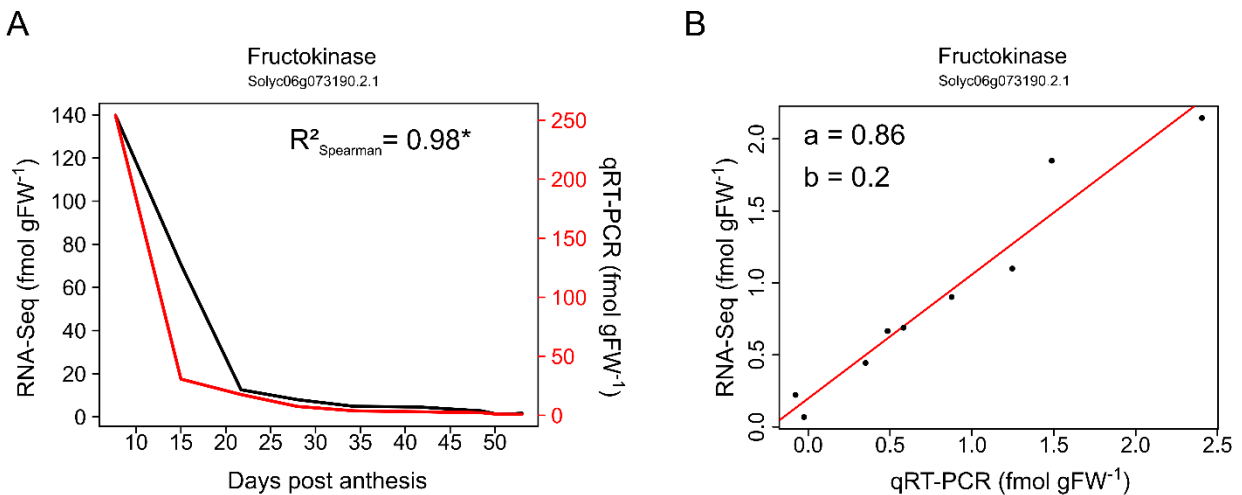 A
Fructokinase
Solyc06g073190.2.1
R²Spearman = 0.98*
RNA-Seq (fmol gFW⁻¹)
140
120
100
80
60
40
20
0
250
200
150
100
50
0
qRT-PCR (fmol gFW⁻¹)
10 15 20 22 28 30 35 40 45 50
Days post anthesis
B
Fructokinase
Solyc06g073190.2.1
a = 0.86
b = 0.2
RNA-Seq (fmol gFW⁻¹)
2.0
1.5
1.0
0.5
0.0
0.0 0.5 1.0 1.5 2.0 2.5
qRT-PCR (fmol gFW⁻¹)